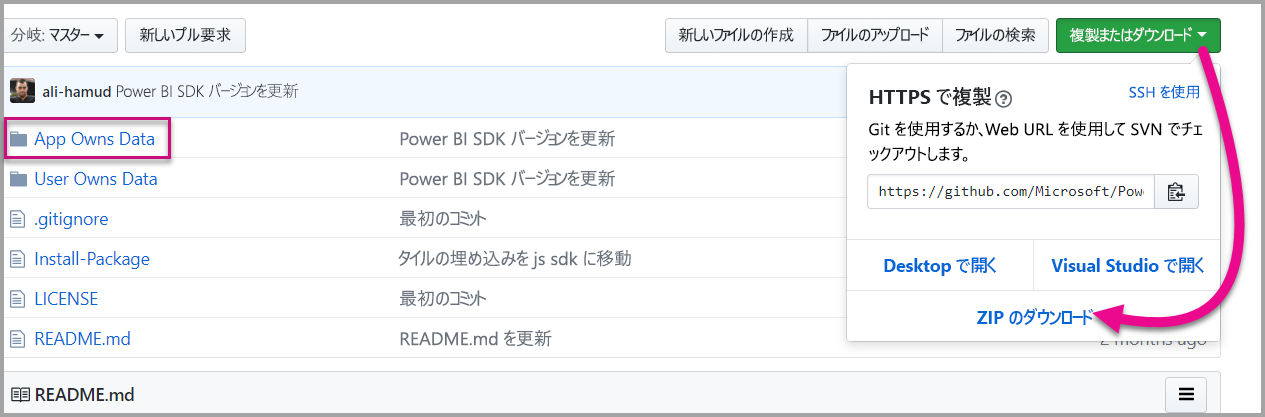 分岐: マスター
新しいプル要求
新しいファイルの作成
ファイルのアップロード
ファイルの検索
複製またはダウンロード
ali-hamud Power BI SDK バージョンを更新
App Owns Data
Power BI SDK バージョンを更新
User Owns Data
Power BI SDK バージョンを更新
.gitignore
最初のコミット
Install-Package
タイルの埋め込みを js sdk に移動
LICENSE
最初のコミット
README.md
README.md を更新
2 months ago
HTTPS で複製
SSH を使用
Git を使用するか、Web URL を使用して SVN でチェ
ックアウトします。
https://github.com/Microsoft/Pow
Desktop で開く
Visual Studio で開く
ZIP のダウンロード
README.md